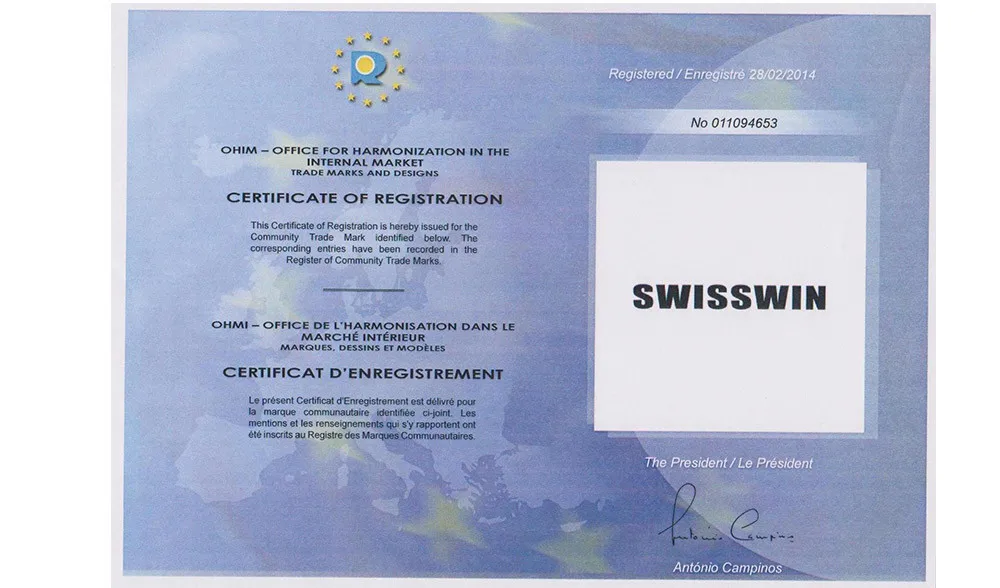 OHIM – OFFICE FOR HARMONIZATION IN THE
INTERNAL MARKET
TRADE MARKS AND DESIGNS
CERTIFICATE OF REGISTRATION
This Certificate of Registration is hereby issued for the
Community Trade Mark identified below. The
corresponding entries have been recorded in the
Register of Community Trade Marks.
OHMI – OFFICE DE L'HARMONISATION DANS LE
MARCHÉ INTÉRIEUR
MARQUES, DESSINS ET MODÈLES
CERTIFICAT D'ENREGISTREMENT
Le présent Certificat d'Enregistrement est délivré pour
la marque communautaire identifiée ci-joint. Les
mentions et les renseignements qui s'y rapportent ont
été inscrits au Registre des Marques Communautaires.
Registered / Enregistré 28/02/2014
No 011094653
SWISSWIN
The President / Le Président
António Campinos
António Campinos